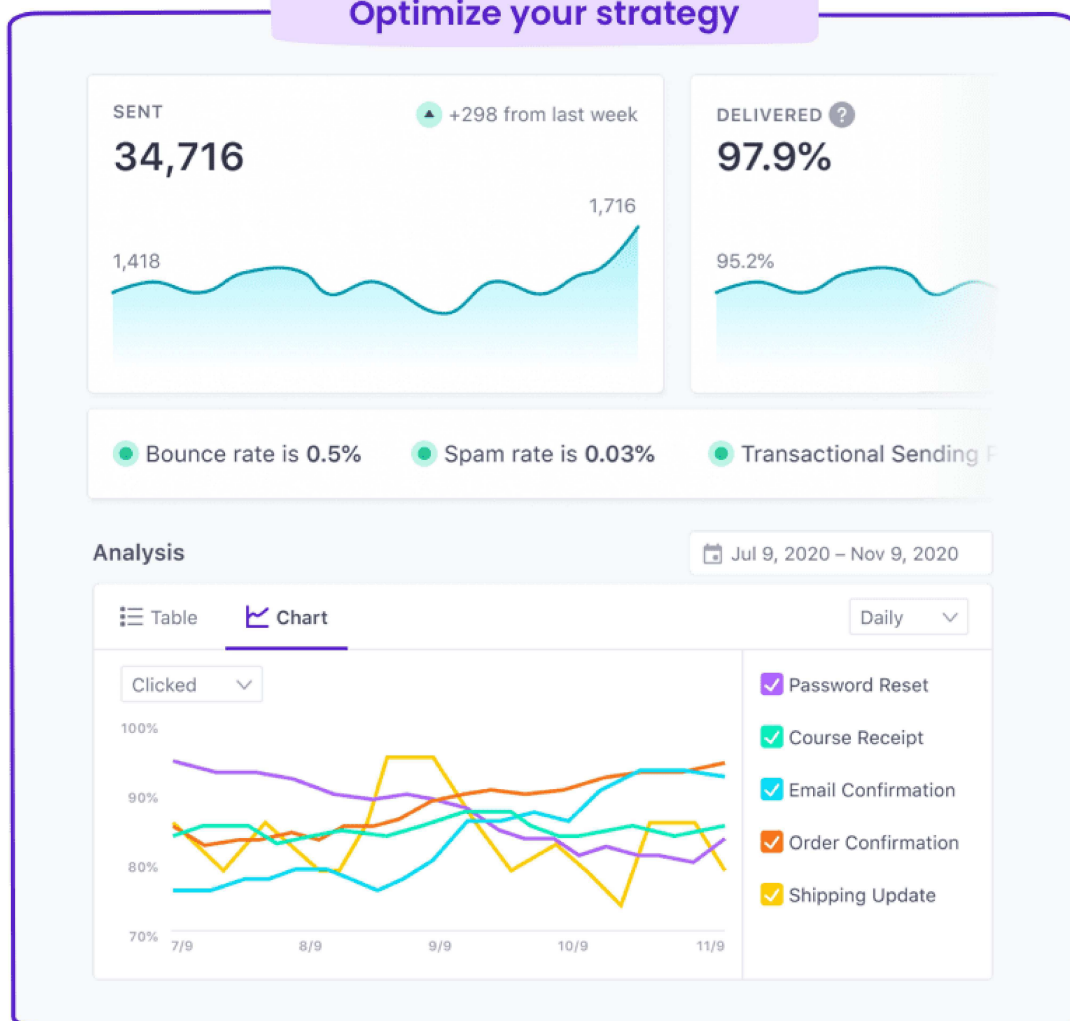 Optimize your strategy
SENT
+298 from last week
34,716
1,418
1,716
DELIVERED ?
97.9%
95.2%
Bounce rate is 0.5%
Spam rate is 0.03%
Transactional Sending
Analysis
Jul 9, 2020 – Nov 9, 2020
Table
Chart
Daily
Clicked
100%
90%
80%
70%
7/9
8/9
9/9
10/9
11/9
Password Reset
Course Receipt
Email Confirmation
Order Confirmation
Shipping Update